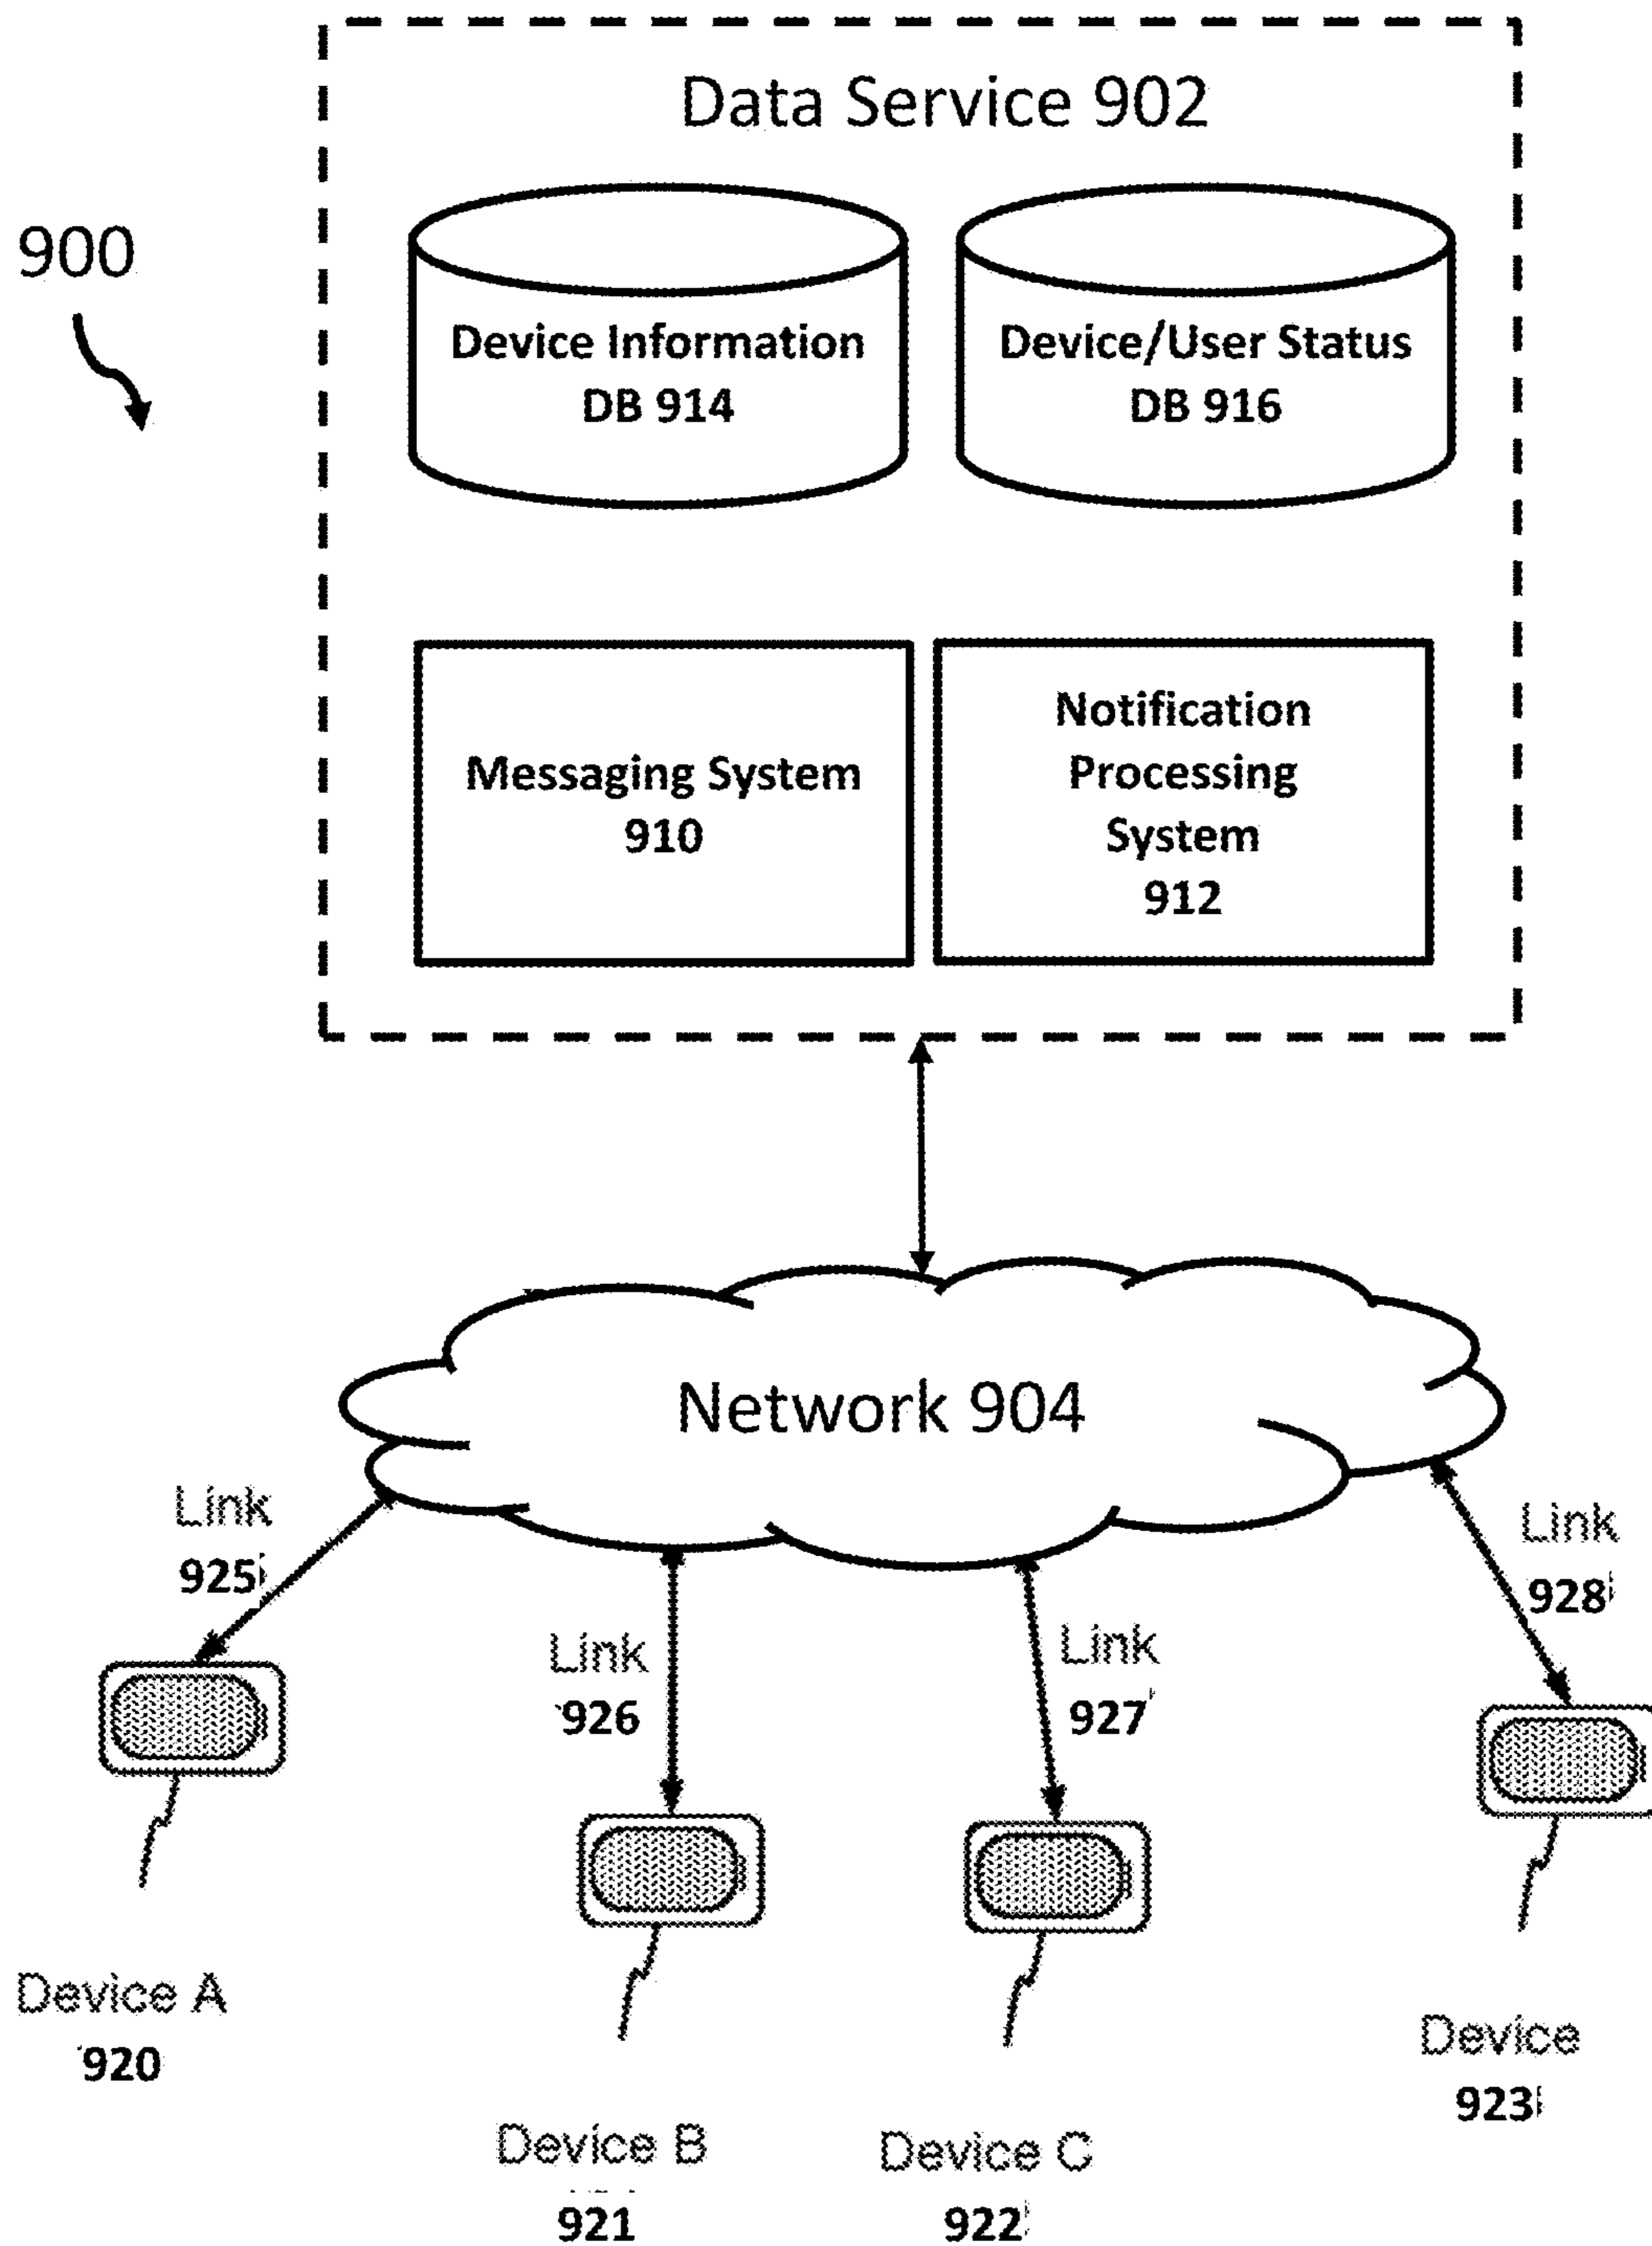 Data Service 902
900
Device Information
DB 914
Device/User Status
DB 916
Messaging System
910
Notification
Processing
System
912
Network 904
Link
925
Link
926
Link
927
Link
928
Device A
920
Device B
921
Device C
922
Device
923